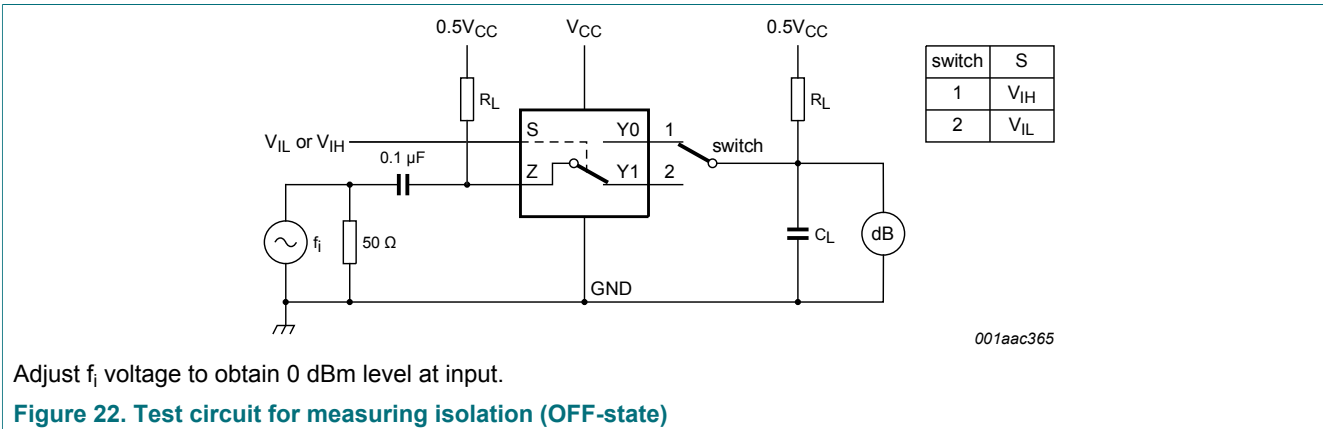 0.5VCC VCC 0.5VCC
switch S
1 VIH
2 VIL
RL RL
S Y0 1 switch
VIL or VIH
0.1 µF
Z Y1 2
fi 50 Ω CL dB
GND
001aac365
Adjust fi voltage to obtain 0 dBm level at input.
Figure 22. Test circuit for measuring isolation (OFF-state)